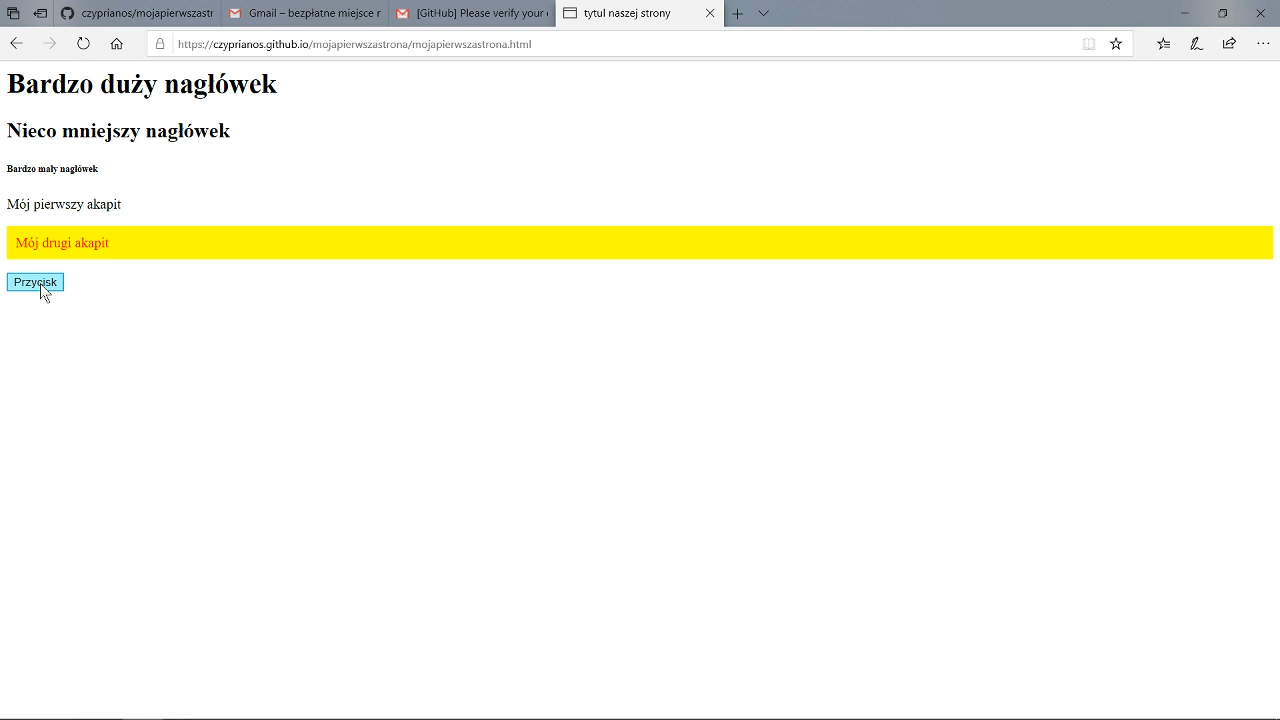 czyprianos/mojapierwszastr
Gmail – bezpłatne miejsce r
[GitHub] Please verify your
tytul naszej strony
https://czyprianos.github.io/mojapierwszastrona/mojapierwszastrona.html
Bardzo duży nagłówek
Nieco mniejszy nagłówek
Bardzo mały nagłówek
Mój pierwszy akapit
Mój drugi akapit
Przycisk